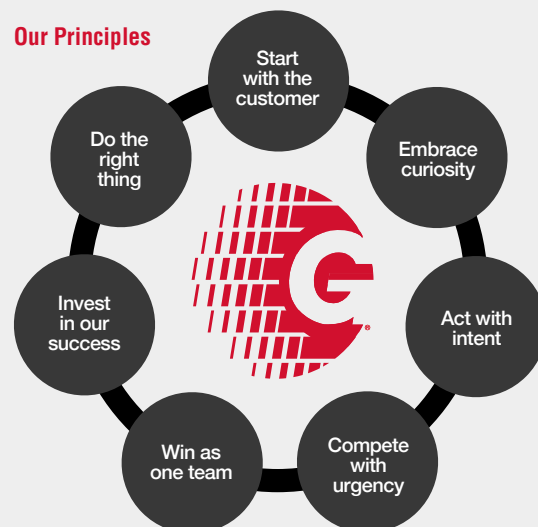 Our Principles
Start
with the
customer
Embrace
curiosity
Act with
intent
Compete
with
urgency
Win as
one team
Invest
in our
success
Do the
right
thing
G
®